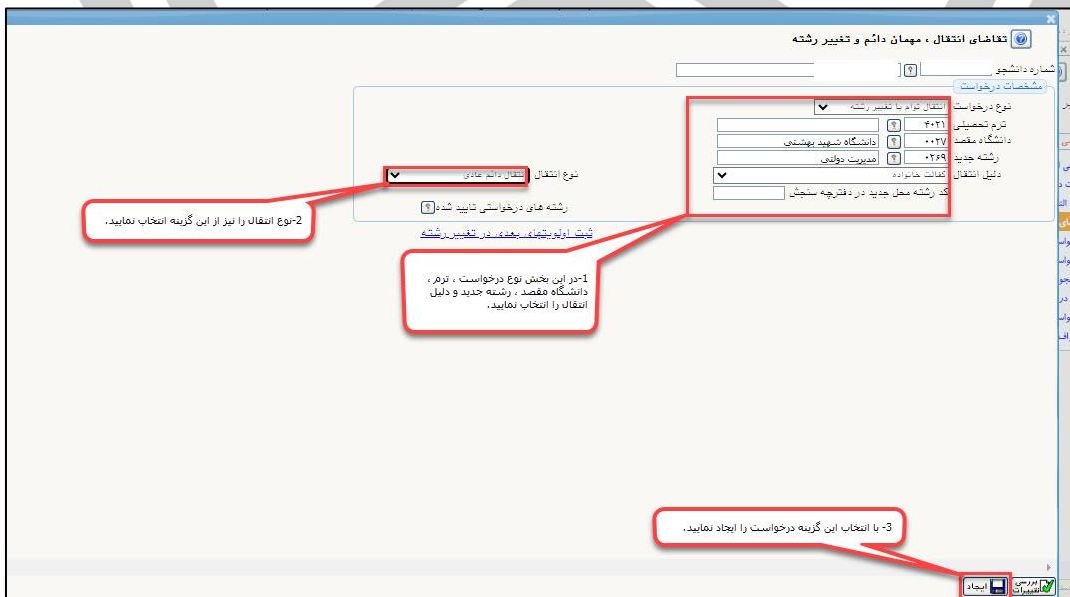 تقاضای انتقال ، مهمان دائم و تغییر رشته
شماره دانشجو
مشخصات درخواست
نوع درخواست انتقال توام با تغییر رشته
ترم تحصیلی ۴۰۲۱
دانشگاه مقصد ۰۰۲۷ دانشگاه شهید بهشتی
رشته جدید ۰۲۶۹ مدیریت دولتی
دلیل انتقال کفالت خانواده
نوع انتقال انتقال دائم عادی
کد رشته محل جدید در دفترچه سنجش
رشته های درخواستی تایید شده
ثبت اولویتهای بعدی در تغییر رشته
1-در این بخش نوع درخواست ، ترم ،
دانشگاه مقصد ، رشته جدید و دلیل
انتقال را انتخاب نمایید.
2-نوع انتقال را نیز از این گزینه انتخاب نمایید.
3- با انتخاب این گزینه درخواست را ایجاد نمایید.
بررسی
تغییرات
ایجاد